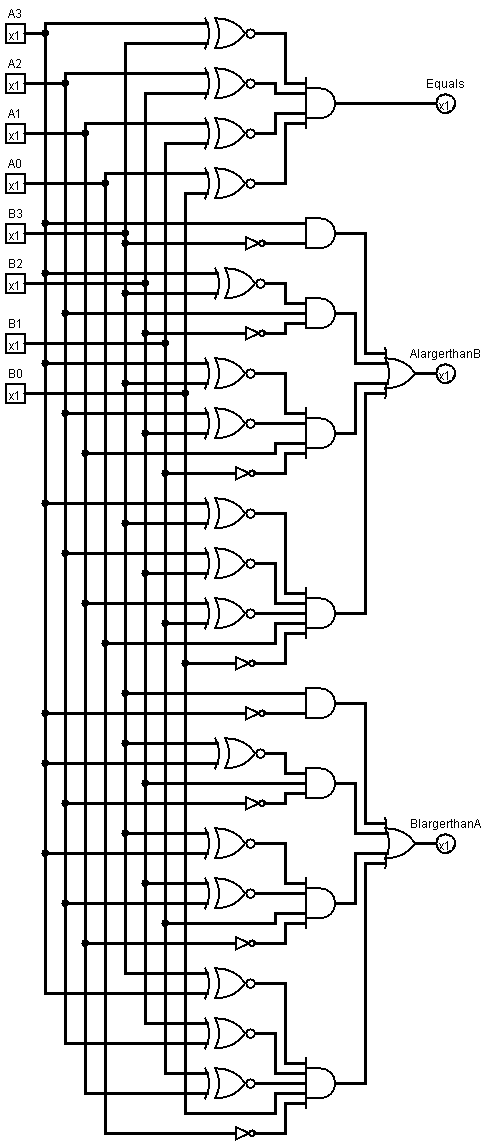 A3
x1
A2
x1
Equals
x1
A1
x1
A0
x1
B3
x1
B2
x1
B1
x1
AlargerthanB
x1
B0
x1
BlargerthanA
x1